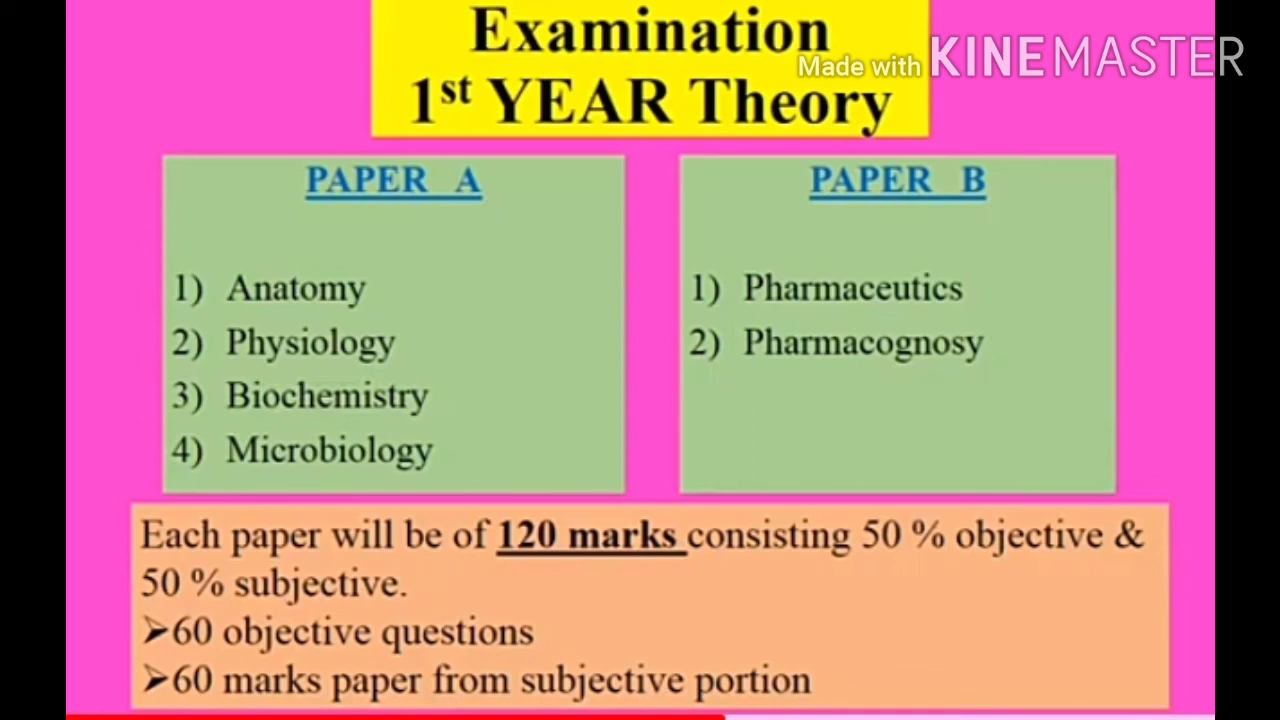 Examination
Made with KINEMASTER
1st YEAR Theory
PAPER A
1) Anatomy
2) Physiology
3) Biochemistry
4) Microbiology
PAPER B
1) Pharmaceutics
2) Pharmacognosy
Each paper will be of 120 marks consisting 50 % objective &
50 % subjective.
➢60 objective questions
➢60 marks paper from subjective portion